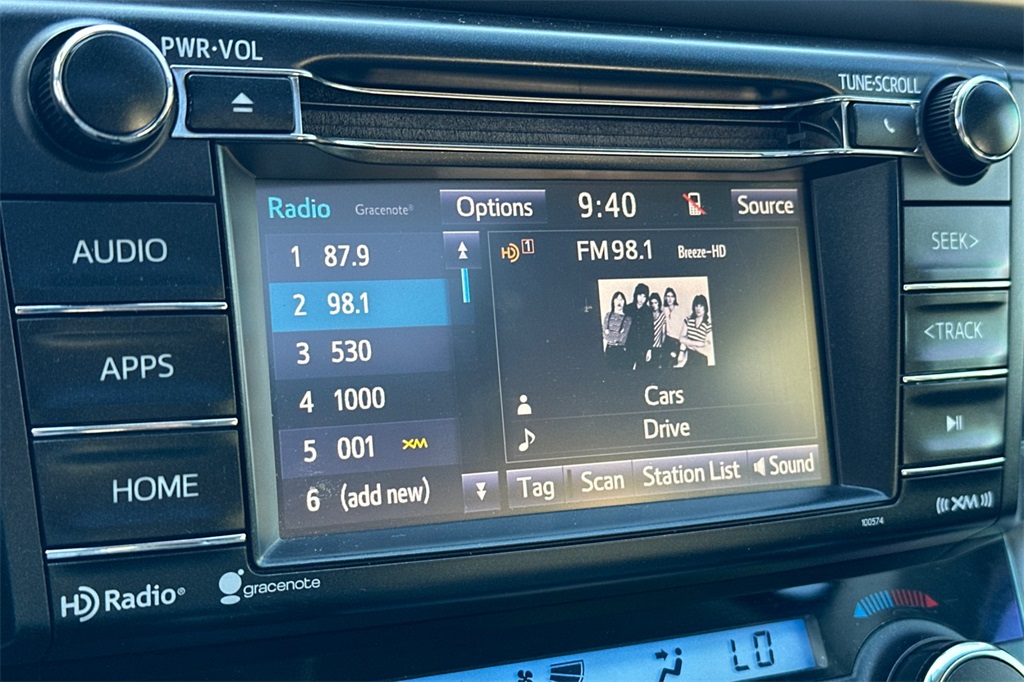 PWR·VOL
TUNE·SCROLL
AUDIO
APPS
HOME
Radio Gracenote® Options 9:40 Source
1 87.9
2 98.1
3 530
4 1000
5 001 XM
6 (add new)
HD 1 FM 98.1 Breeze-HD
Cars
Drive
Tag Scan Station List Sound
SEEK>
<TRACK
((( XM )))
100574
HD Radio®
gracenote
LO